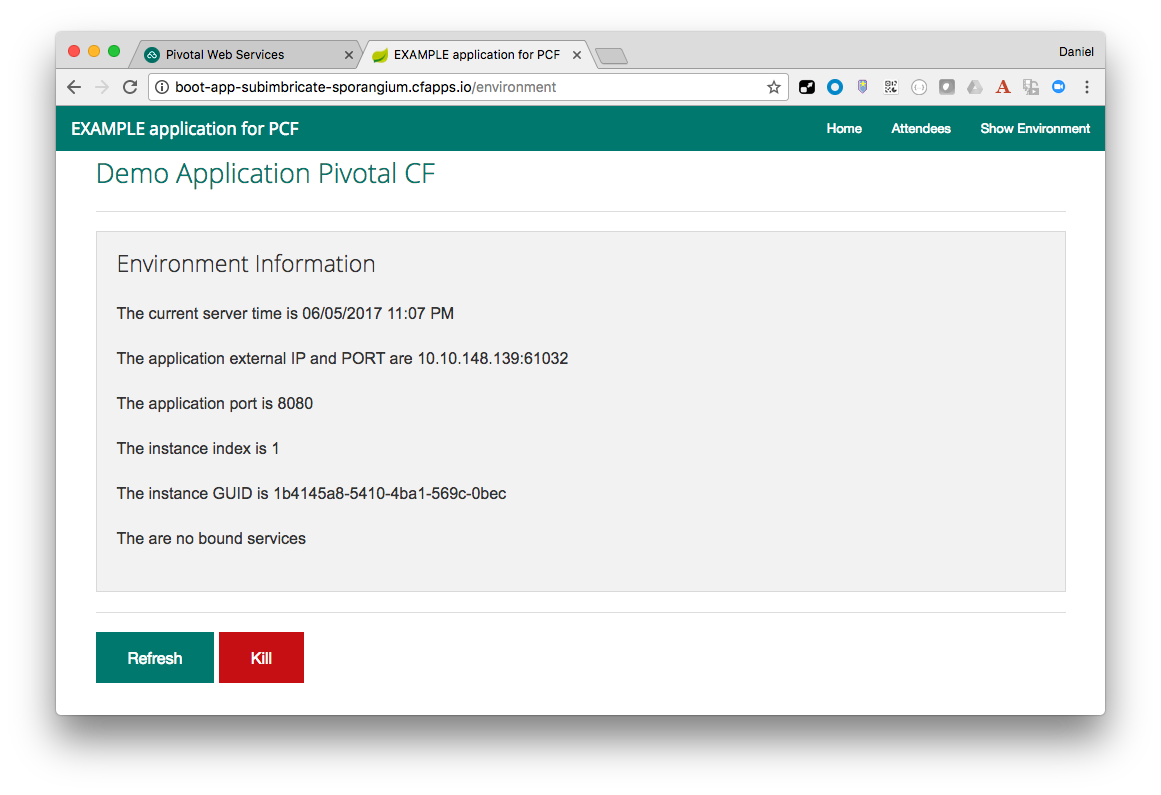 Pivotal Web Services
EXAMPLE application for PCF
Daniel
boot-app-subimbricate-sporangium.cfapps.io/environment
EXAMPLE application for PCF
Home
Attendees
Show Environment
Demo Application Pivotal CF
Environment Information
The current server time is 06/05/2017 11:07 PM
The application external IP and PORT are 10.10.148.139:61032
The application port is 8080
The instance index is 1
The instance GUID is 1b4145a8-5410-4ba1-569c-0bec
The are no bound services
Refresh
Kill